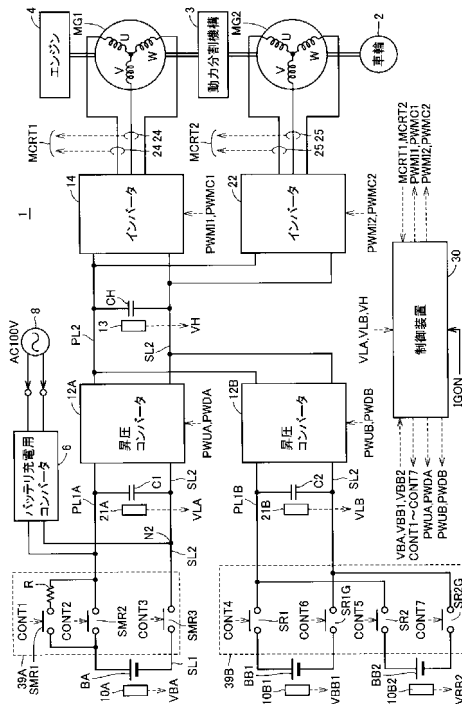 1
エンジン
4
MG1
U
V
W
3
動力分割機構
MG2
U
V
W
車輪
2
MCRT1
24 24
MCRT2
25 25
14
インバータ
PWMI1,PWMC1
22
インバータ
PWMI2,PWMC2
AC100V
8
バッテリ充電用
コンバータ
6
PL2
CH
13
VH
SL2
12A
昇圧
コンバータ
PWUA,PWDA
12B
昇圧
コンバータ
PWUB,PWDB
PL1A
C1
21A
VLA
SL2
N2
SL2
PL1B
C2
21B
VLB
SL2
39A
CONT1
SMR1
R
CONT2
SMR2
CONT3
SMR3
BA
10A
VBA
SL1
39B
CONT4
SR1
CONT6
SR1G
CONT5
SR2
CONT7
SR2G
BB1
10B1
VBB1
BB2
10B2
VBB2
VLA,VLB,VH
VBA,VBB1,VBB2
CONT1～CONT7
PWUA,PWDA
PWUB,PWDB
制御装置
30
IGON
MCRT1,MCRT2
PWMI1,PWMC1
PWMI2,PWMC2